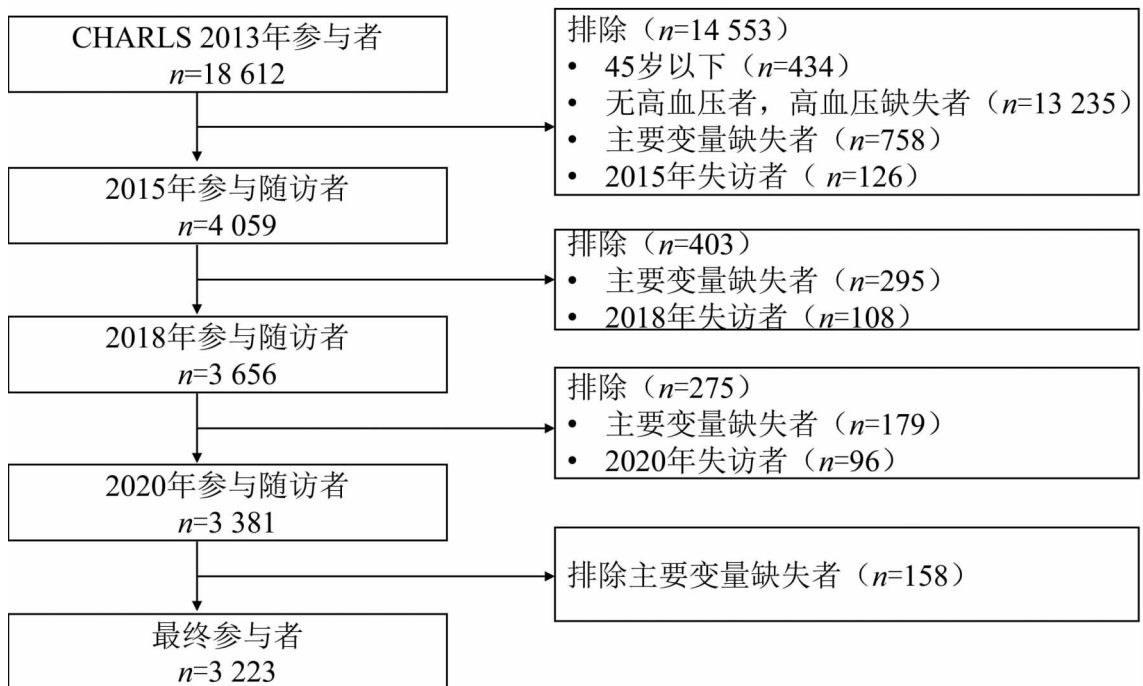 CHARLS 2013年参与者
n=18 612
排除（n=14 553）
• 45岁以下（n=434）
• 无高血压者，高血压缺失者（n=13 235）
• 主要变量缺失者（n=758）
• 2015年失访者（ n=126）
2015年参与随访者
n=4 059
排除（n=403）
• 主要变量缺失者（n=295）
• 2018年失访者（n=108）
2018年参与随访者
n=3 656
排除（n=275）
• 主要变量缺失者（n=179）
• 2020年失访者（n=96）
2020年参与随访者
n=3 381
排除主要变量缺失者（n=158）
最终参与者
n=3 223